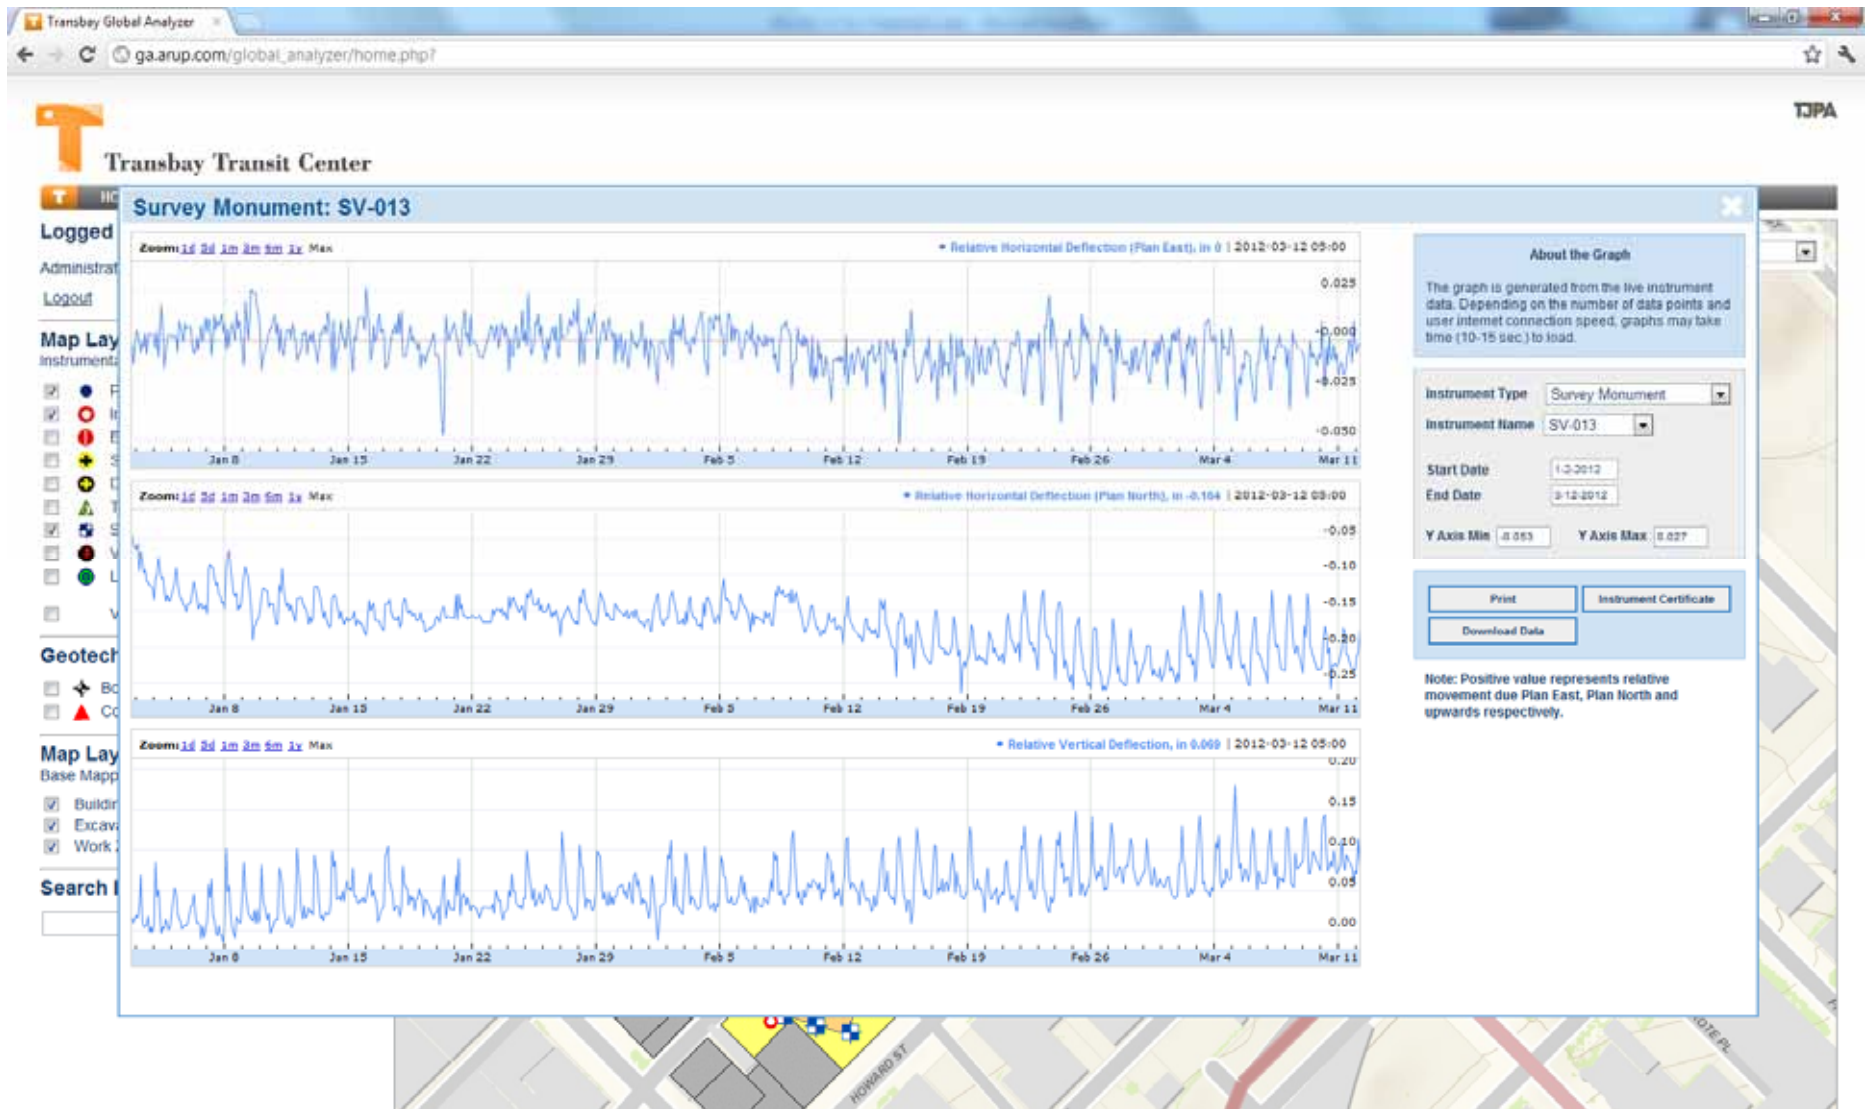 Transbay Global Analyzer
ga.arup.com/global_analyzer/home.php?
TJPA
Transbay Transit Center
Survey Monument: SV-013
Logged
Administrat
Logout
Map Lay
Instrumenta
Geotech
Bo
Co
Map Lay
Base Mapp
Buildin
Excava
Work
Search
Zoom: 1d 5d 1m 3m 6m 1y Max
Relative Horizontal Deflection (Plan East), in 0 | 2012-03-12 05:00
0.025
-0.000
-0.025
-0.050
Jan 8 Jan 15 Jan 22 Jan 29 Feb 5 Feb 12 Feb 19 Feb 26 Mar 4 Mar 11
Zoom: 1d 5d 1m 3m 6m 1y Max
Relative Horizontal Deflection (Plan North), in -0.164 | 2012-03-12 05:00
-0.05
-0.10
-0.15
-0.20
-0.25
Jan 8 Jan 15 Jan 22 Jan 29 Feb 5 Feb 12 Feb 19 Feb 26 Mar 4 Mar 11
Zoom: 1d 5d 1m 3m 6m 1y Max
Relative Vertical Deflection, in 0.069 | 2012-03-12 05:00
0.20
0.15
0.10
0.05
0.00
Jan 8 Jan 15 Jan 22 Jan 29 Feb 5 Feb 12 Feb 19 Feb 26 Mar 4 Mar 11
About the Graph
The graph is generated from the live instrument
data. Depending on the number of data points and
user internet connection speed, graphs may take
time (10-15 sec.) to load.
Instrument Type Survey Monument
Instrument Name SV-013
Start Date 1-2-2012
End Date 3-12-2012
Y Axis Min -0.053 Y Axis Max 0.027
Print Instrument Certificate
Download Data
Note: Positive value represents relative
movement due Plan East, Plan North and
upwards respectively.
HOWARD ST